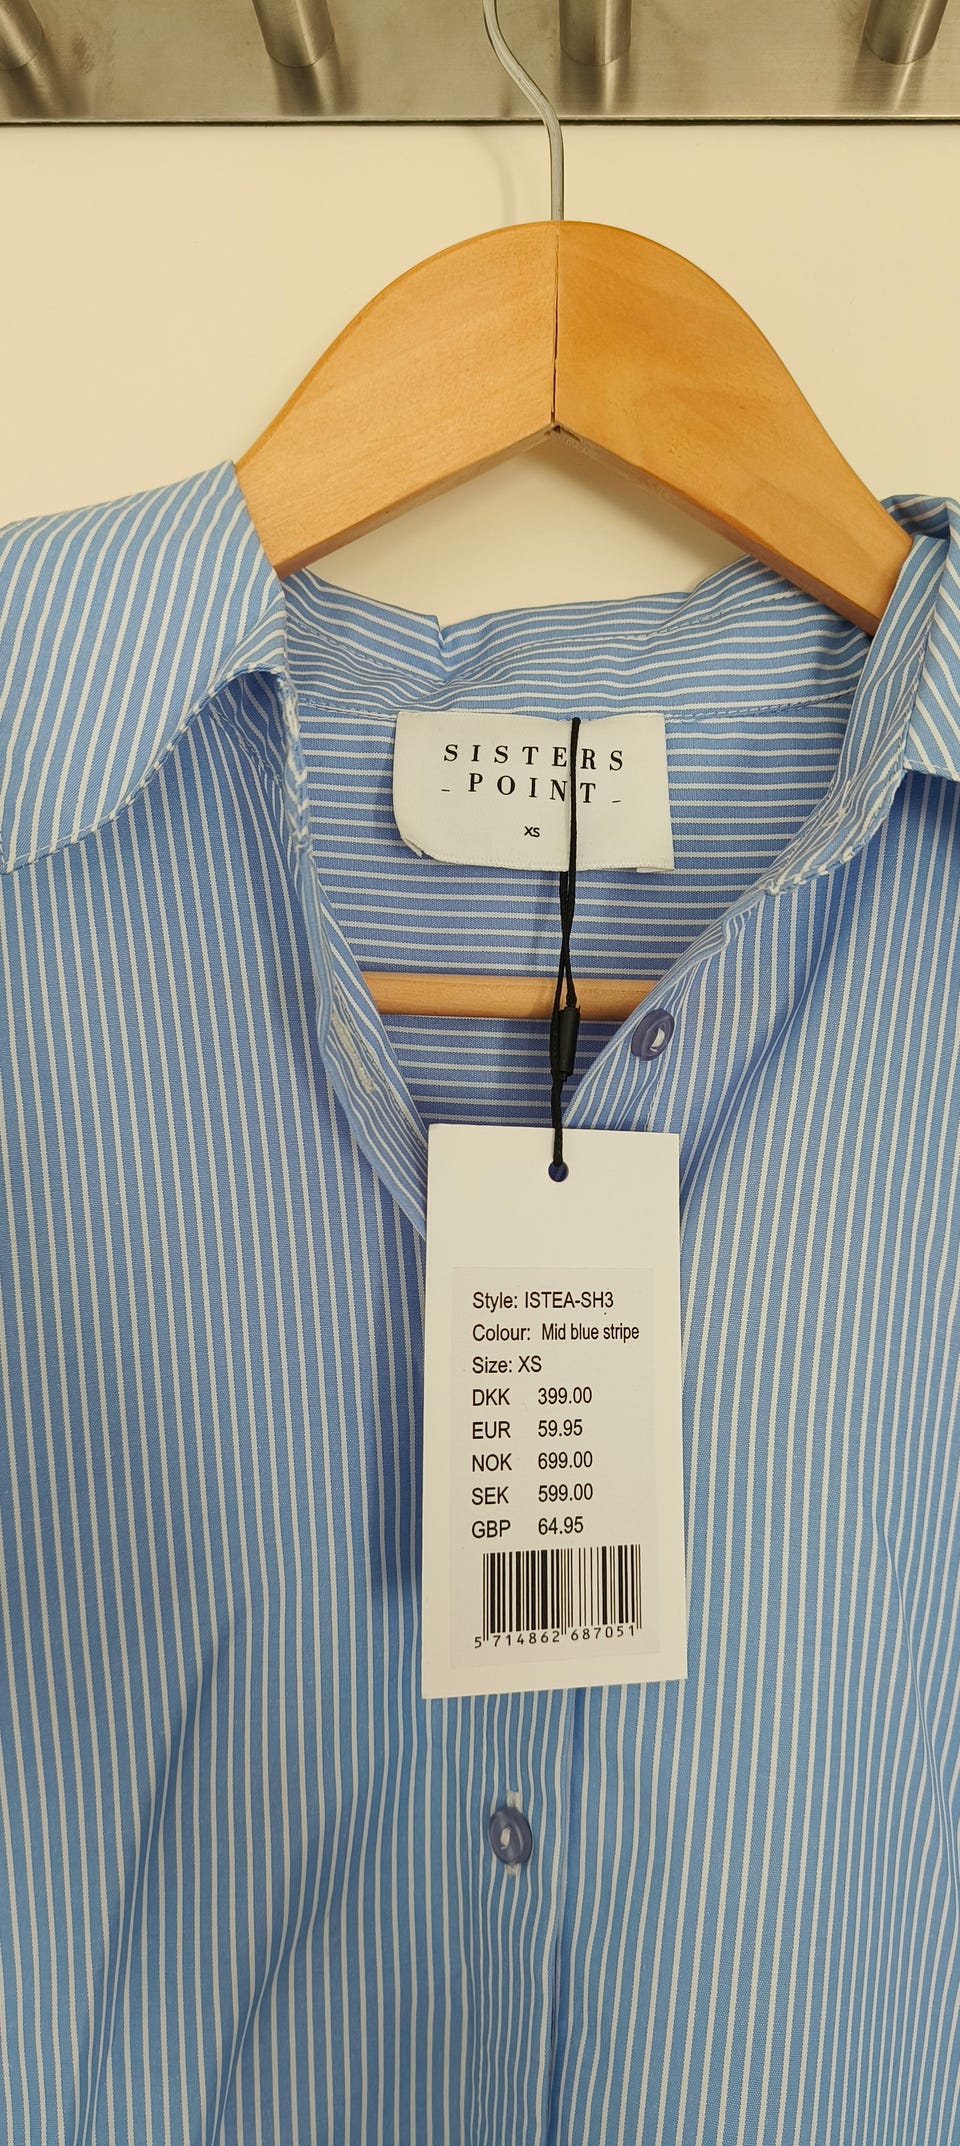 SISTERS
- POINT -
XS
Style: ISTEA-SH3
Colour: Mid blue stripe
Size: XS
DKK 399.00
EUR 59.95
NOK 699.00
SEK 599.00
GBP 64.95
5 714862 687051